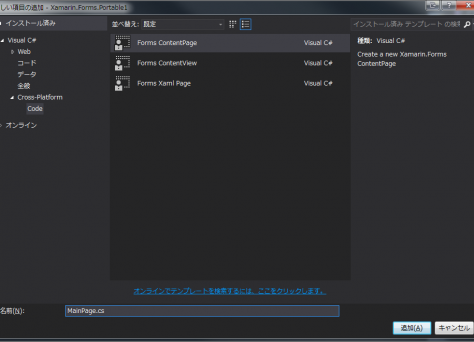 しい項目の追加 - Xamarin.Forms.Portable1
インストール済み
並べ替え: 既定
インストール済み テンプレート の検
Visual C#
Web
コード
データ
全般
Cross-Platform
Code
オンライン
Forms ContentPage Visual C#
Forms ContentView Visual C#
Forms Xaml Page Visual C#
種類: Visual C#
Create a new Xamarin.Forms
ContentPage
オンラインでテンプレートを検索するには、ここをクリックします。
名前(N): MainPage.cs
追加(A) キャンセル